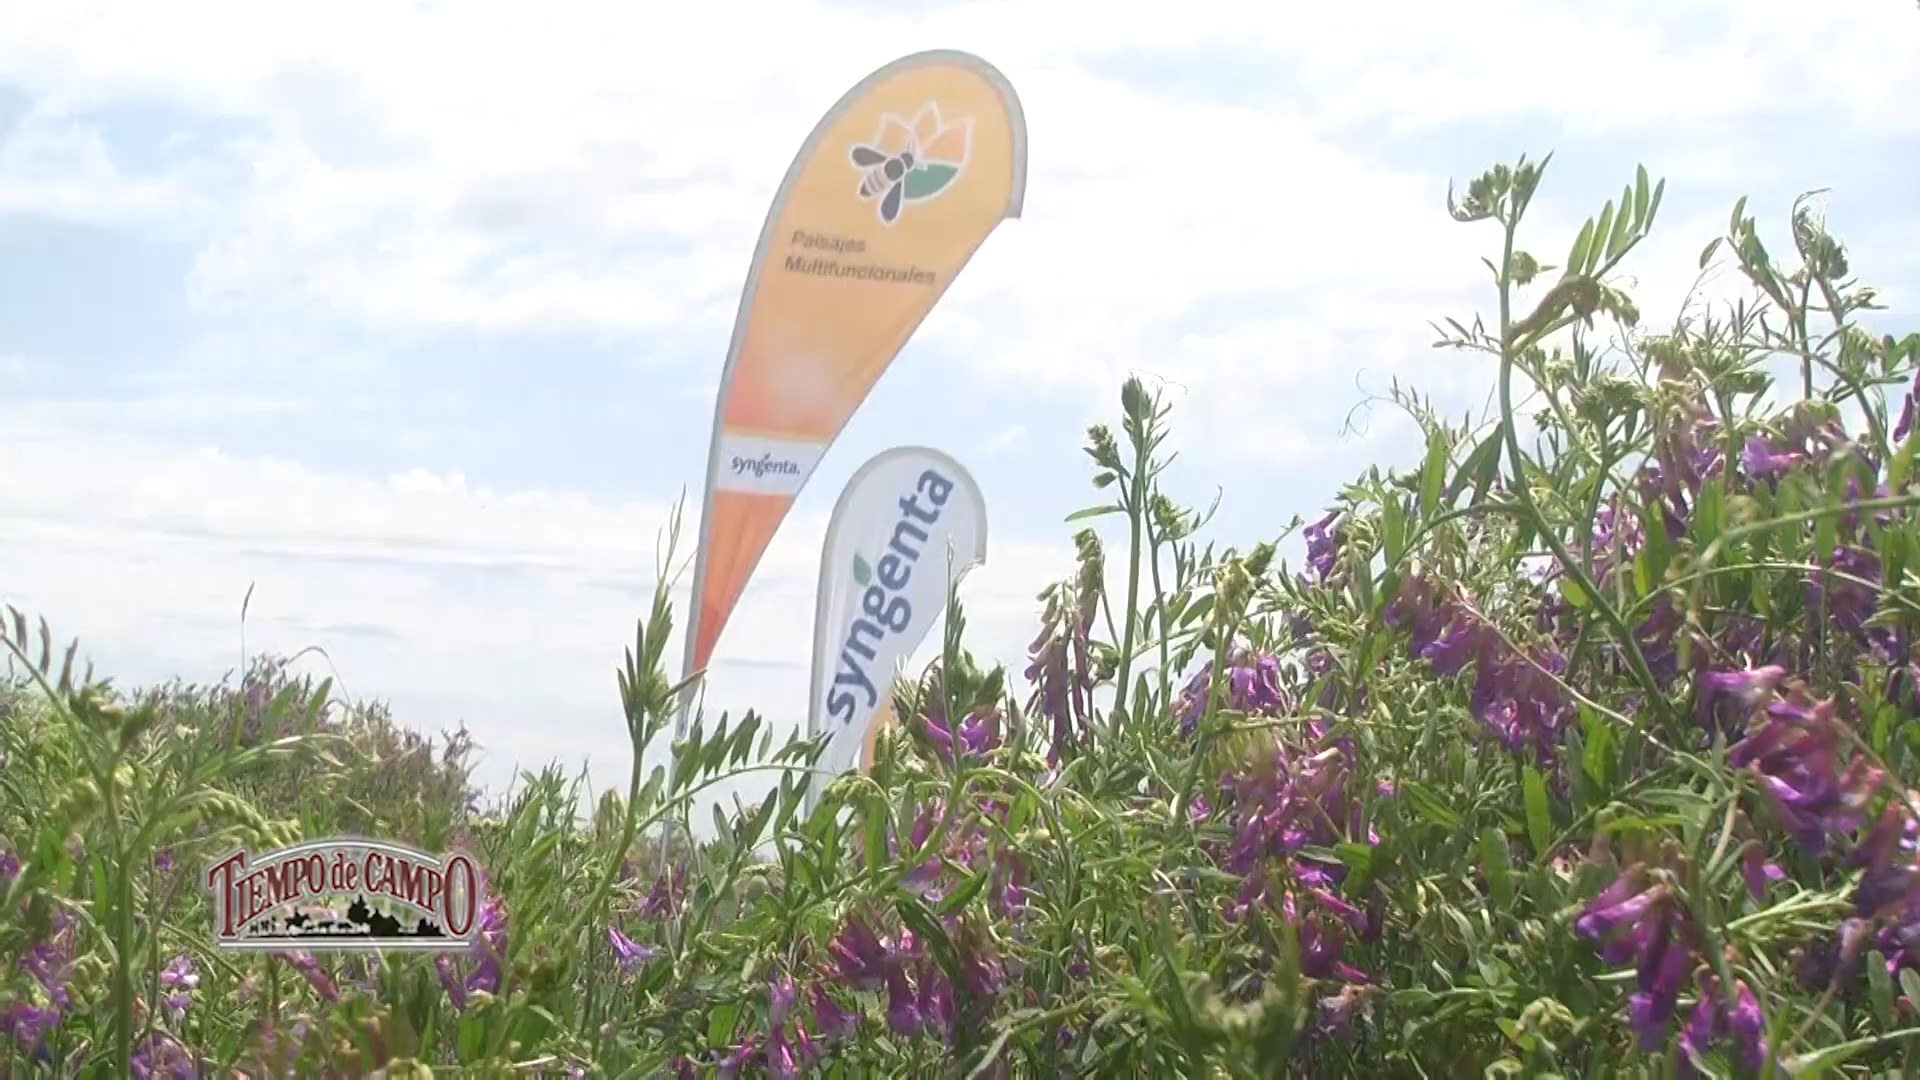 Paisajes
Multifuncionales
syngenta.
syngenta
TIEMPO de CAMPO